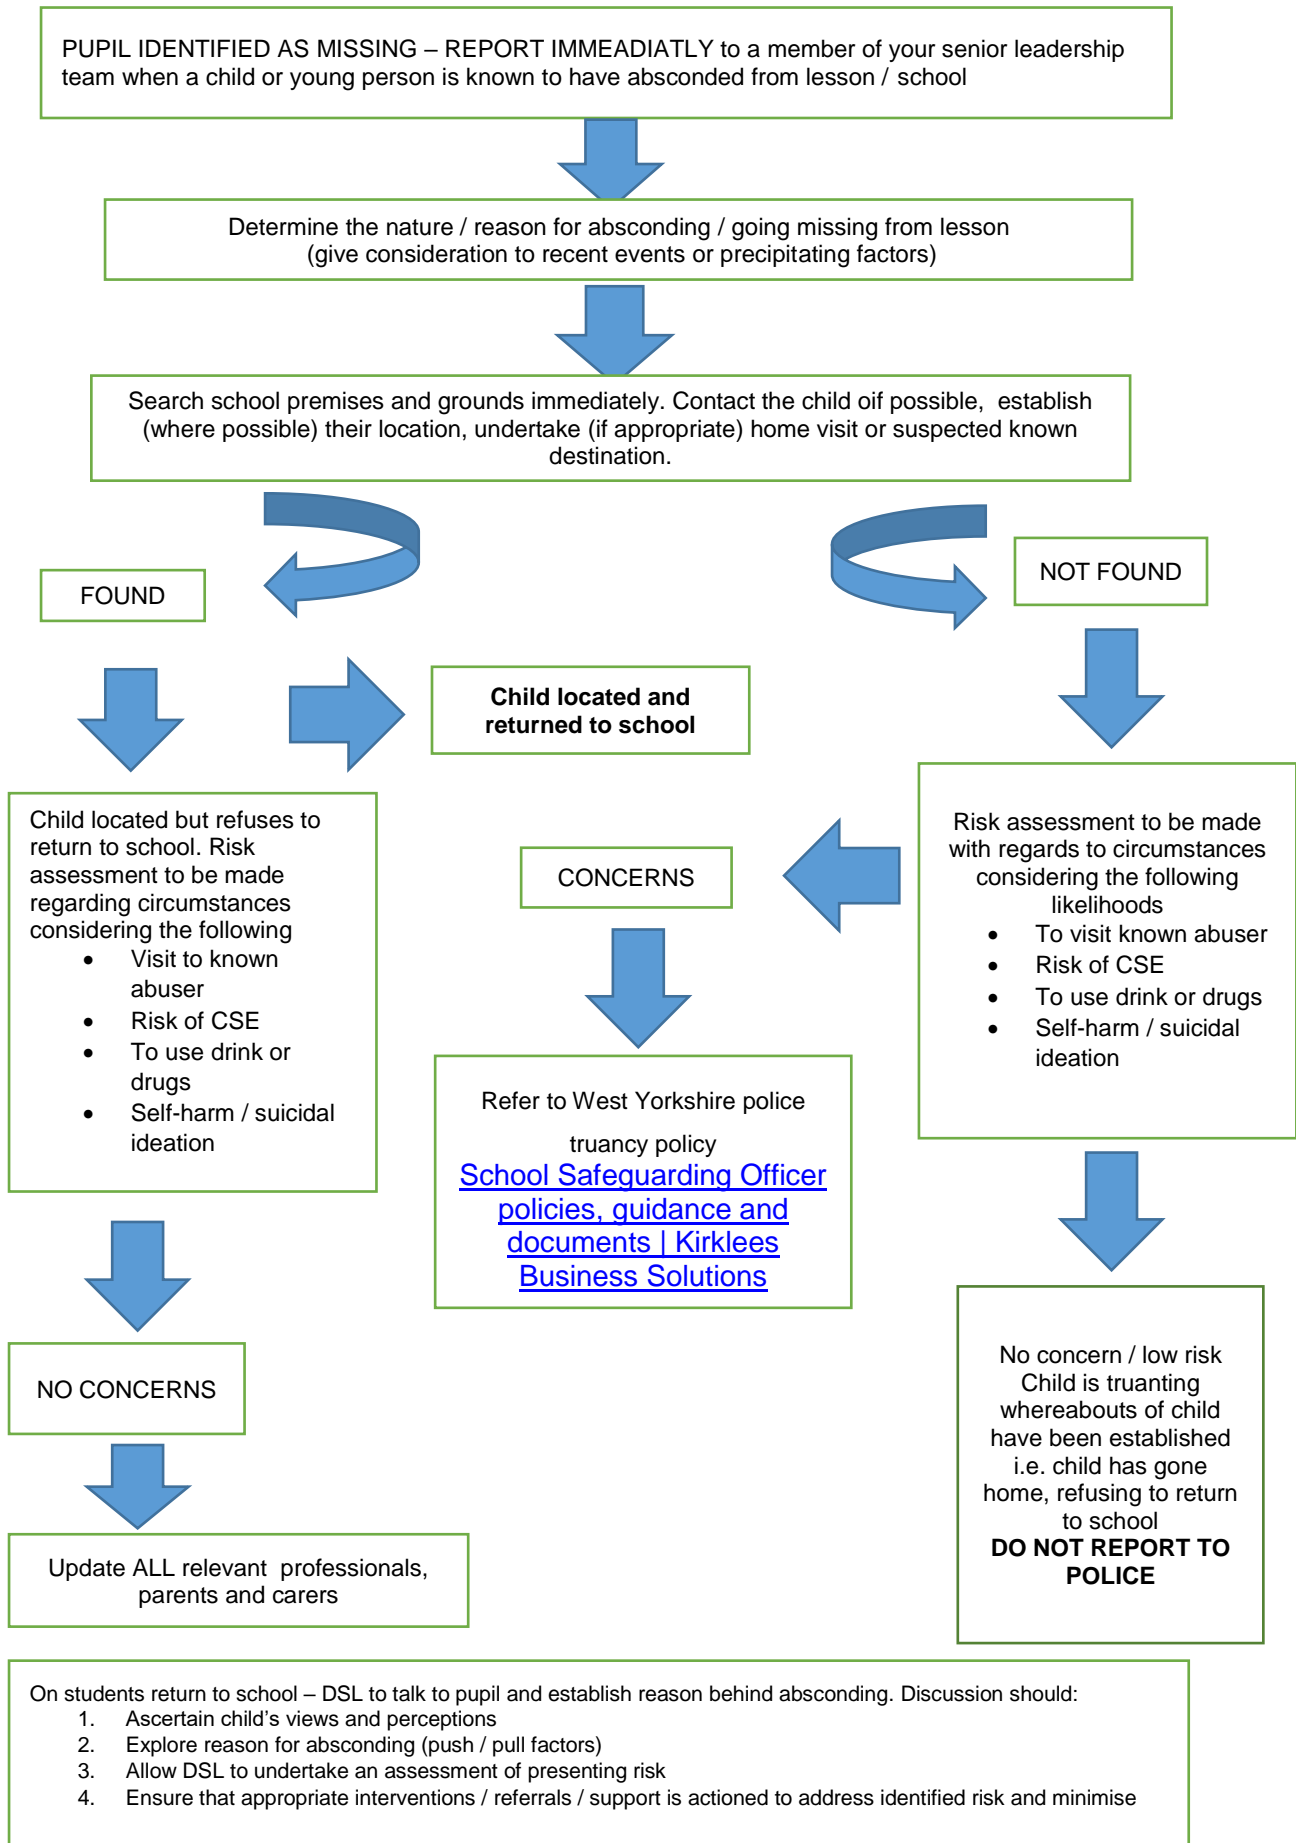 PUPIL IDENTIFIED AS MISSING – REPORT IMMEADIATLY to a member of your senior leadership
team when a child or young person is known to have absconded from lesson / school
Determine the nature / reason for absconding / going missing from lesson
(give consideration to recent events or precipitating factors)
Search school premises and grounds immediately. Contact the child oif possible, establish
(where possible) their location, undertake (if appropriate) home visit or suspected known
destination.
FOUND
NOT FOUND
Child located and
returned to school
Child located but refuses to
return to school. Risk
assessment to be made
regarding circumstances
considering the following
• Visit to known
abuser
• Risk of CSE
• To use drink or
drugs
• Self-harm / suicidal
ideation
CONCERNS
Risk assessment to be made
with regards to circumstances
considering the following
likelihoods
• To visit known abuser
• Risk of CSE
• To use drink or drugs
• Self-harm / suicidal
ideation
Refer to West Yorkshire police
truancy policy
School Safeguarding Officer
policies, guidance and
documents | Kirklees
Business Solutions
NO CONCERNS
No concern / low risk
Child is truanting
whereabouts of child
have been established
i.e. child has gone
home, refusing to return
to school
DO NOT REPORT TO
POLICE
Update ALL relevant professionals,
parents and carers
On students return to school – DSL to talk to pupil and establish reason behind absconding. Discussion should:
1. Ascertain child’s views and perceptions
2. Explore reason for absconding (push / pull factors)
3. Allow DSL to undertake an assessment of presenting risk
4. Ensure that appropriate interventions / referrals / support is actioned to address identified risk and minimise